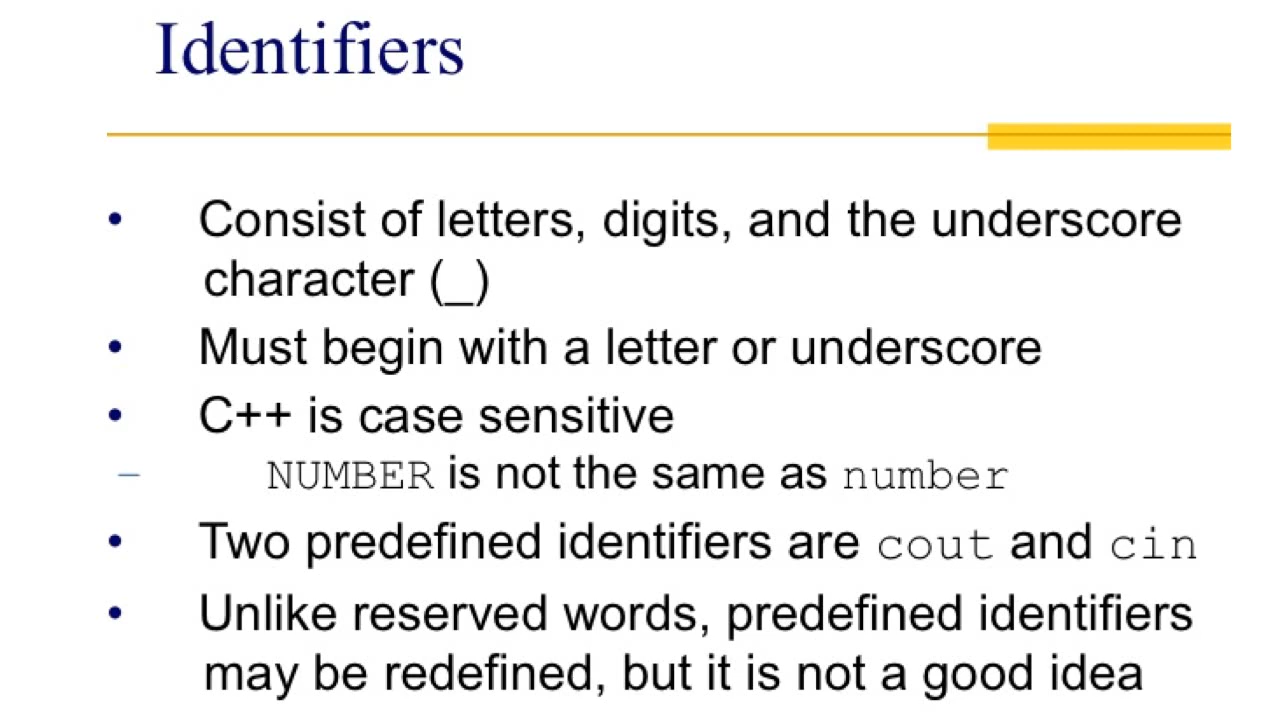 Identifiers
• Consist of letters, digits, and the underscore
character (_)
• Must begin with a letter or underscore
• C++ is case sensitive
– NUMBER is not the same as number
• Two predefined identifiers are cout and cin
• Unlike reserved words, predefined identifiers
may be redefined, but it is not a good idea